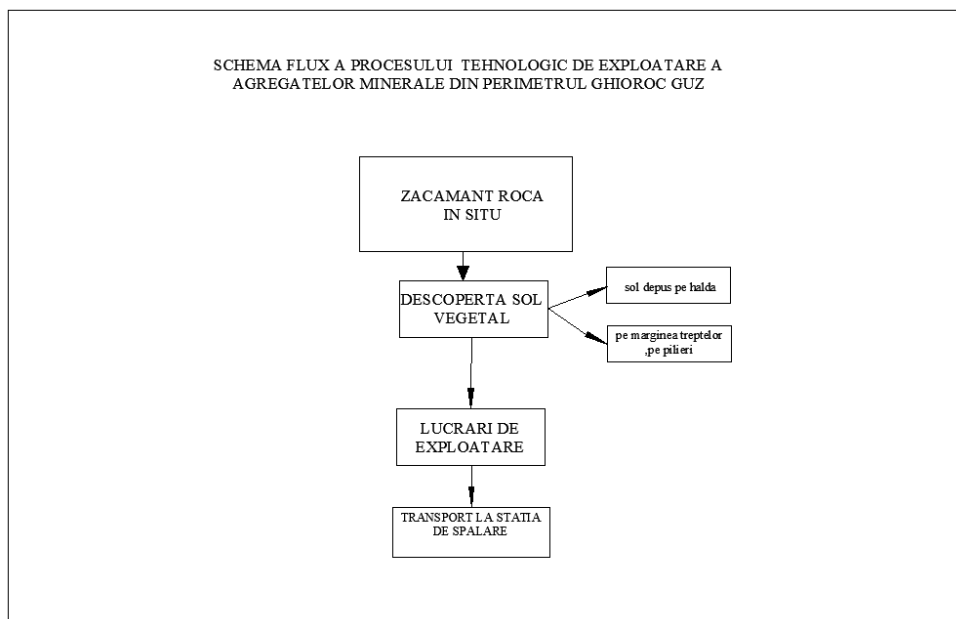 SCHEMA FLUX A PROCESULUI TEHNOLOGIC DE EXPLOATARE A
AGREGATELOR MINERALE DIN PERIMETRUL GHIOROC GUZ
ZACAMANT ROCA
IN SITU
DESCOPERTA SOL
VEGETAL
sol depus pe halda
pe marginea treptelor
,pe pilieri
LUCRARI DE
EXPLOATARE
TRANSPORT LA STATIA
DE SPALARE